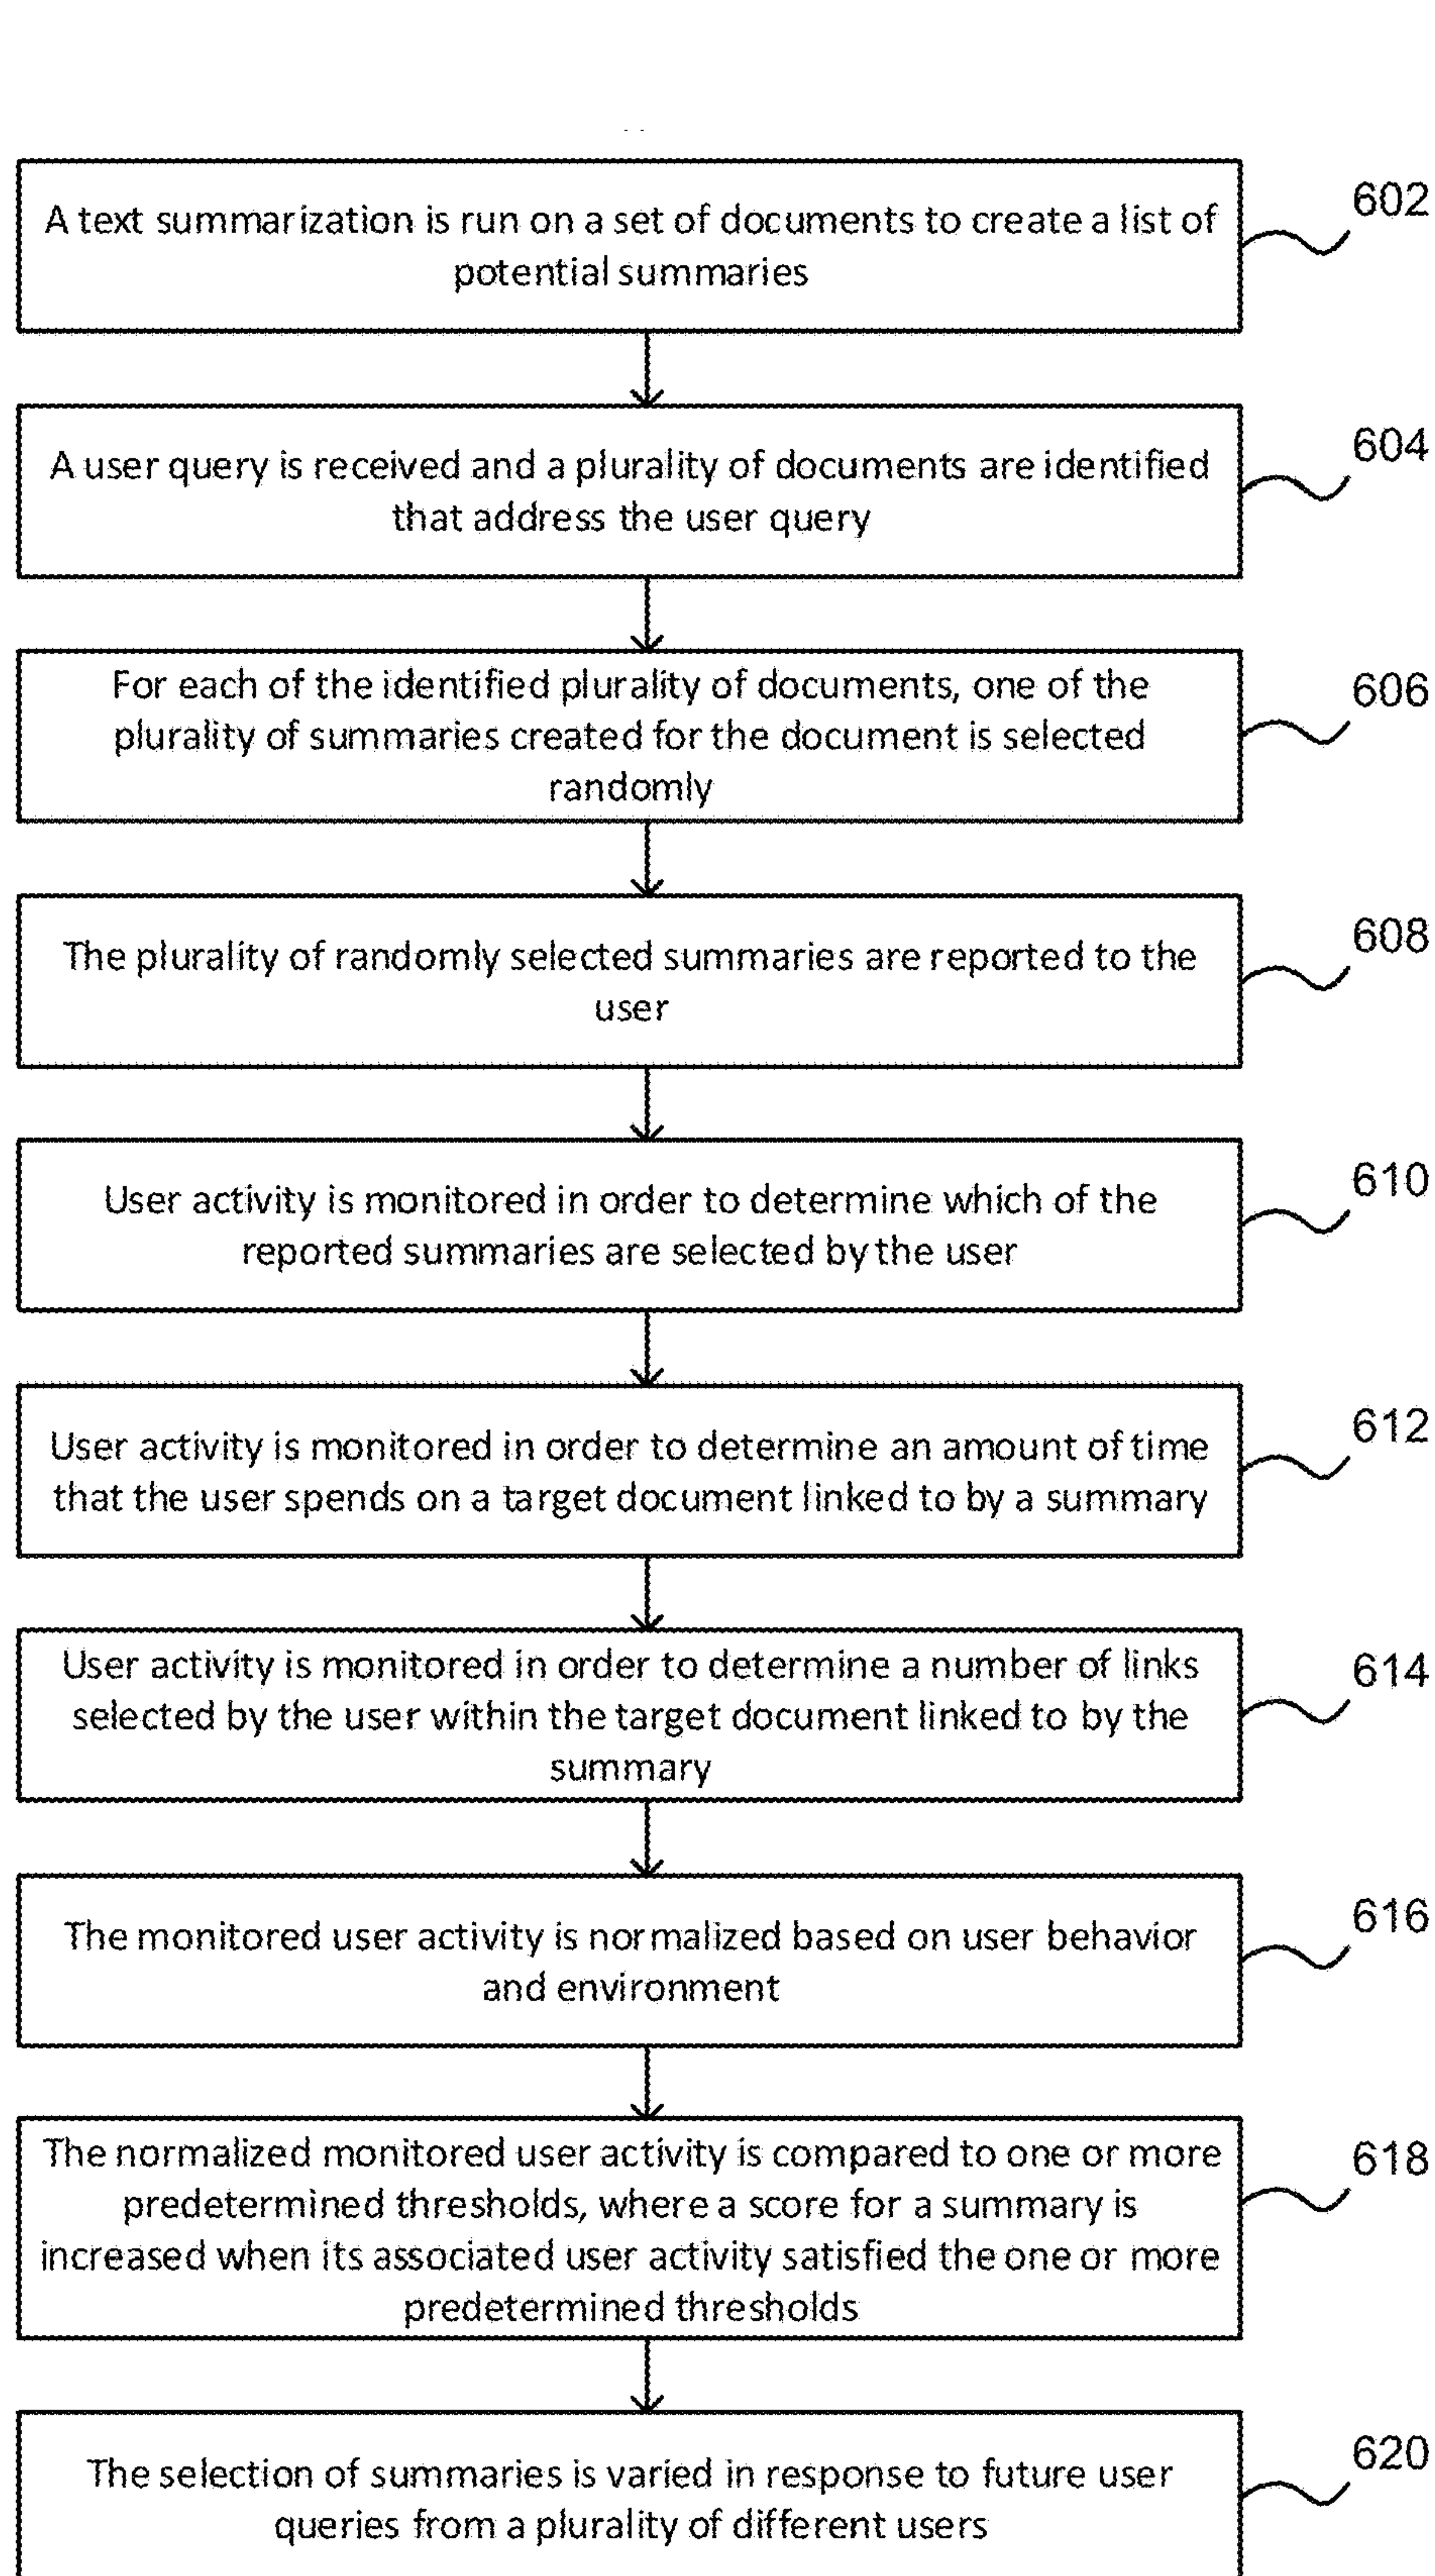 A text summarization is run on a set of documents to create a list of
potential summaries
602
A user query is received and a plurality of documents are identified
that address the user query
604
For each of the identified plurality of documents, one of the
plurality of summaries created for the document is selected
randomly
606
The plurality of randomly selected summaries are reported to the
user
608
User activity is monitored in order to determine which of the
reported summaries are selected by the user
610
User activity is monitored in order to determine an amount of time
that the user spends on a target document linked to by a summary
612
User activity is monitored in order to determine a number of links
selected by the user within the target document linked to by the
summary
614
The monitored user activity is normalized based on user behavior
and environment
616
The normalized monitored user activity is compared to one or more
predetermined thresholds, where a score for a summary is
increased when its associated user activity satisfied the one or more
predetermined thresholds
618
The selection of summaries is varied in response to future user
queries from a plurality of different users
620